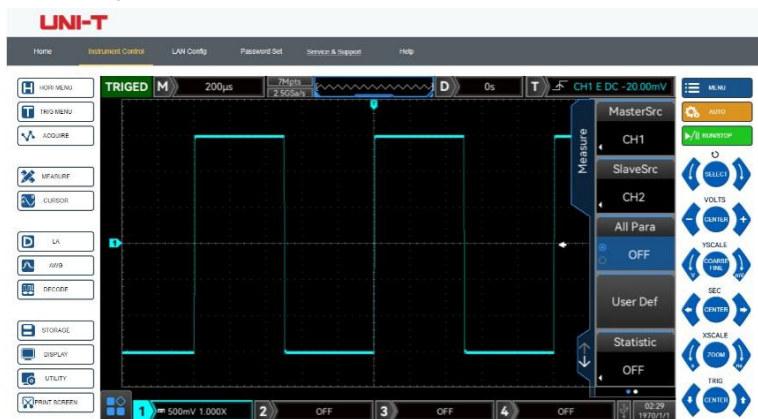 UNI-T
Home Instrument Control LAN Config Password Set Service & Support Help
HORI MENU
TRIG MENU
ACQUIRE
MEASURE
CURSOR
LA
AWG
DECODE
STORAGE
DISPLAY
UTILITY
PRINT SCREEN
TRIGED M 200μs 7Mpts 2.5GSa/s D 0s T CH1 E DC -20.00mV
T
1
Measure
MasterSrc
CH1
SlaveSrc
CH2
All Para
OFF
User Def
Statistic
OFF
1 500mV 1.000X 2 OFF 3 OFF 4 OFF 02:29
1970/1/1
MENU
AUTO
RUN/STOP
SELECT
VOLTS
CENTER
YSCALE
COARSE
FINE
V mV
SEC
CENTER
XSCALE
ZOOM
TRIG
CENTER